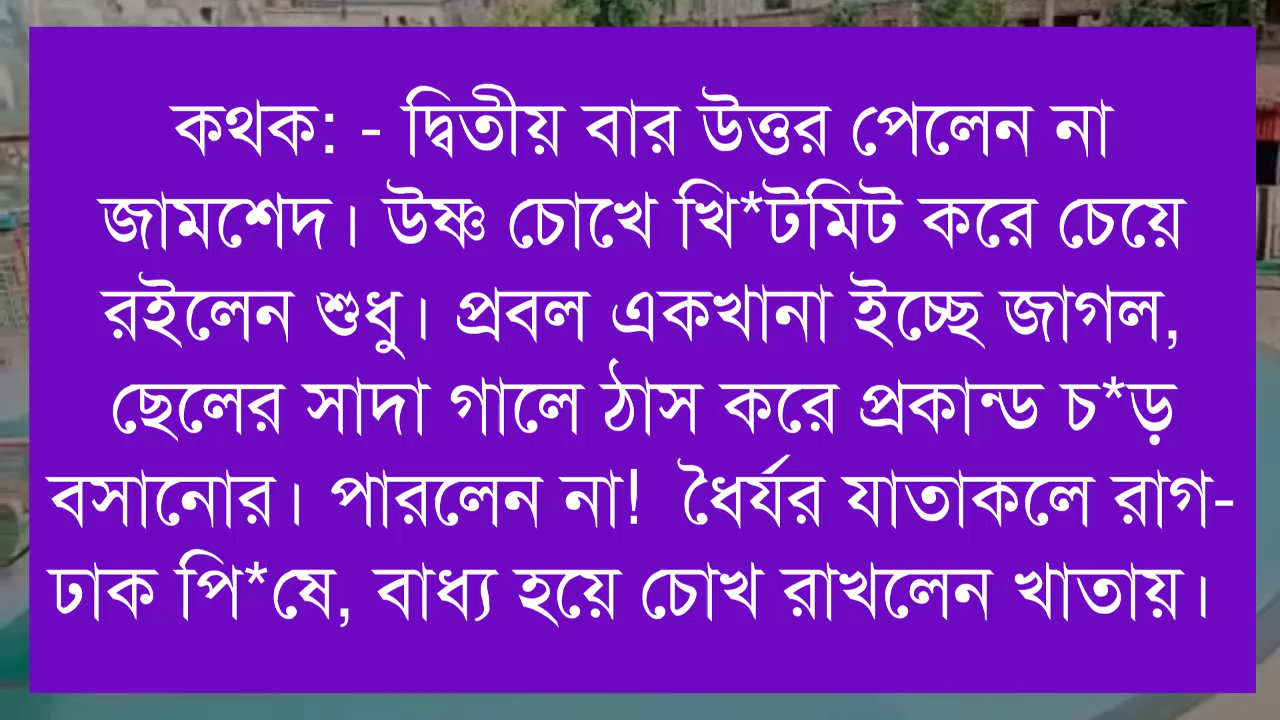 কথক: - দ্বিতীয় বার উত্তর পেলেন না
জামশেদ। উষ্ণ চোখে খি*টমিট করে চেয়ে
রইলেন শুধু। প্রবল একখানা ইচ্ছে জাগল,
ছেলের সাদা গালে ঠাস করে প্রকান্ড চ*ড়
বসানোর। পারলেন না! ধৈর্যর যাতাকলে রাগ-
ঢাক পি*ষে, বাধ্য হয়ে চোখ রাখলেন খাতায়।